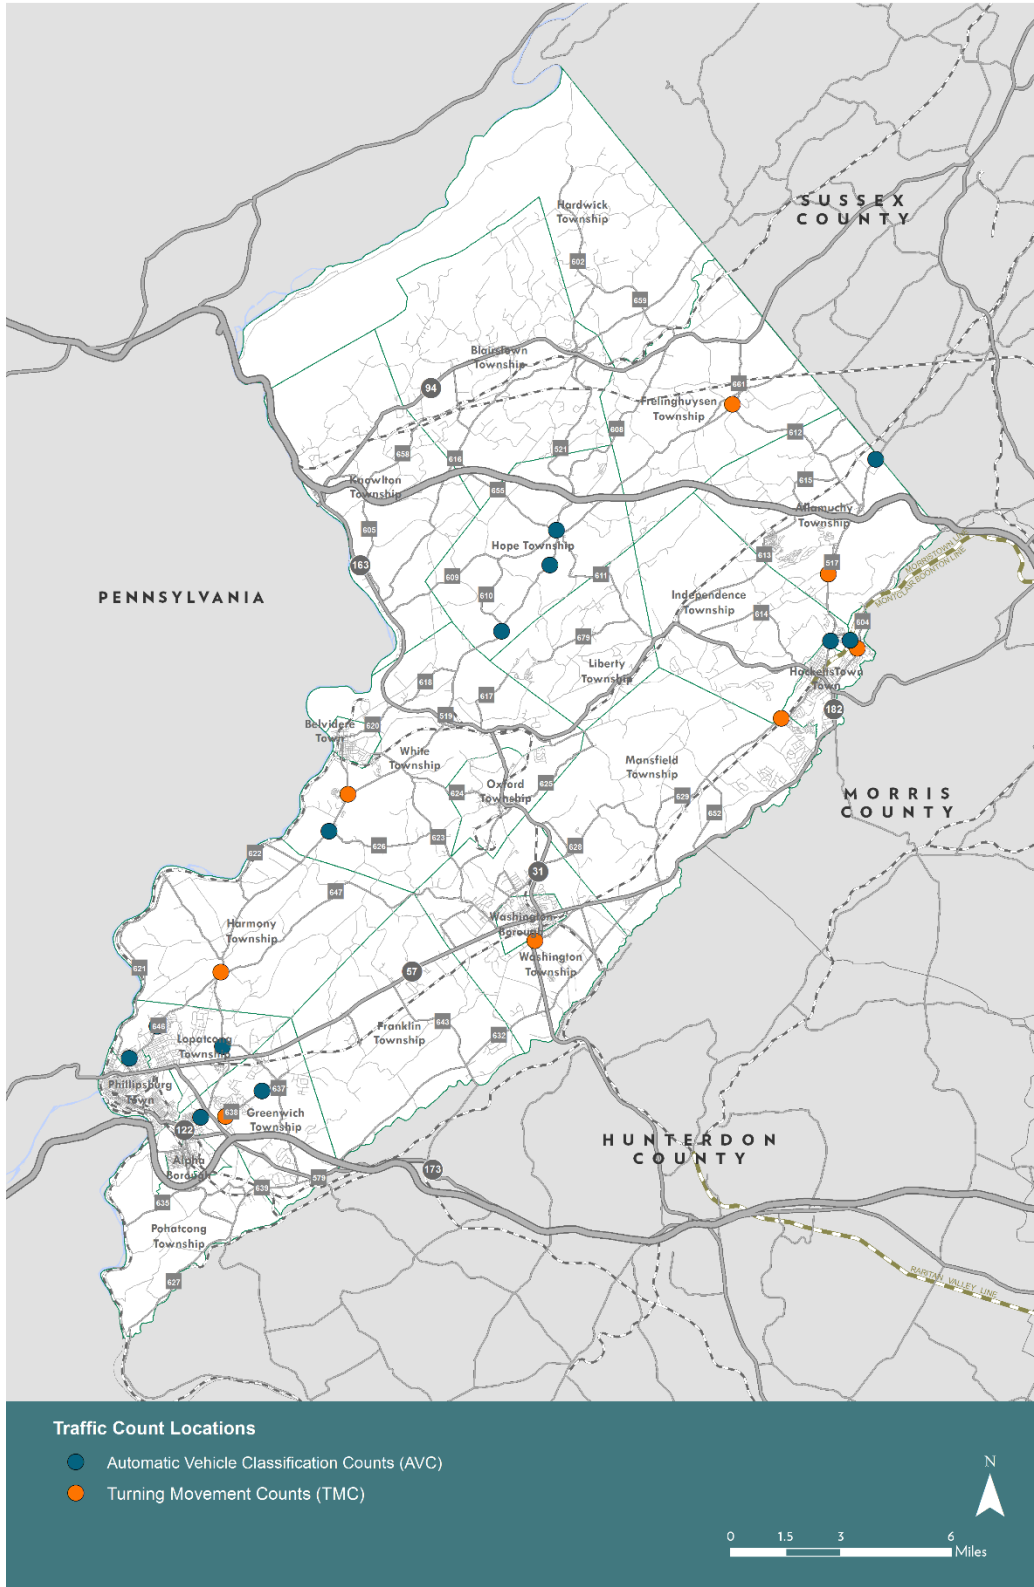 SUSSEX
COUNTY
Hardwick
Township
602
659
Blairstown
Township
94
661
Frelinghuysen
Township
608
612
521
658
616
615
Knowlton
Township
655
Allamuchy
Township
605
Hope Township
613
MORRISTOWN LINE
517
163
609
611
MONTCLAIR BOONTON LINE
PENNSYLVANIA
610
Independence
Township
614
604
679
Liberty
Township
Hackettstown
Town
618
617
182
519
620
Belvidere
Town
White
Township
Mansfield
Township
Oxford
Township
625
624
629
652
MORRIS
COUNTY
623
626
628
622
31
647
Harmony
Township
Washington
Borough
Washington
Township
621
57
643
Franklin
Township
646
632
Lopatcong
Township
Phillipsburg
Town
637
638
Greenwich
Township
122
HUNTERDON
COUNTY
Alpha
Borough
173
579
639
635
Pohatcong
Township
627
RARITAN VALLEY LINE
Traffic Count Locations
Automatic Vehicle Classification Counts (AVC)
Turning Movement Counts (TMC)
N
0 1.5 3 6
Miles